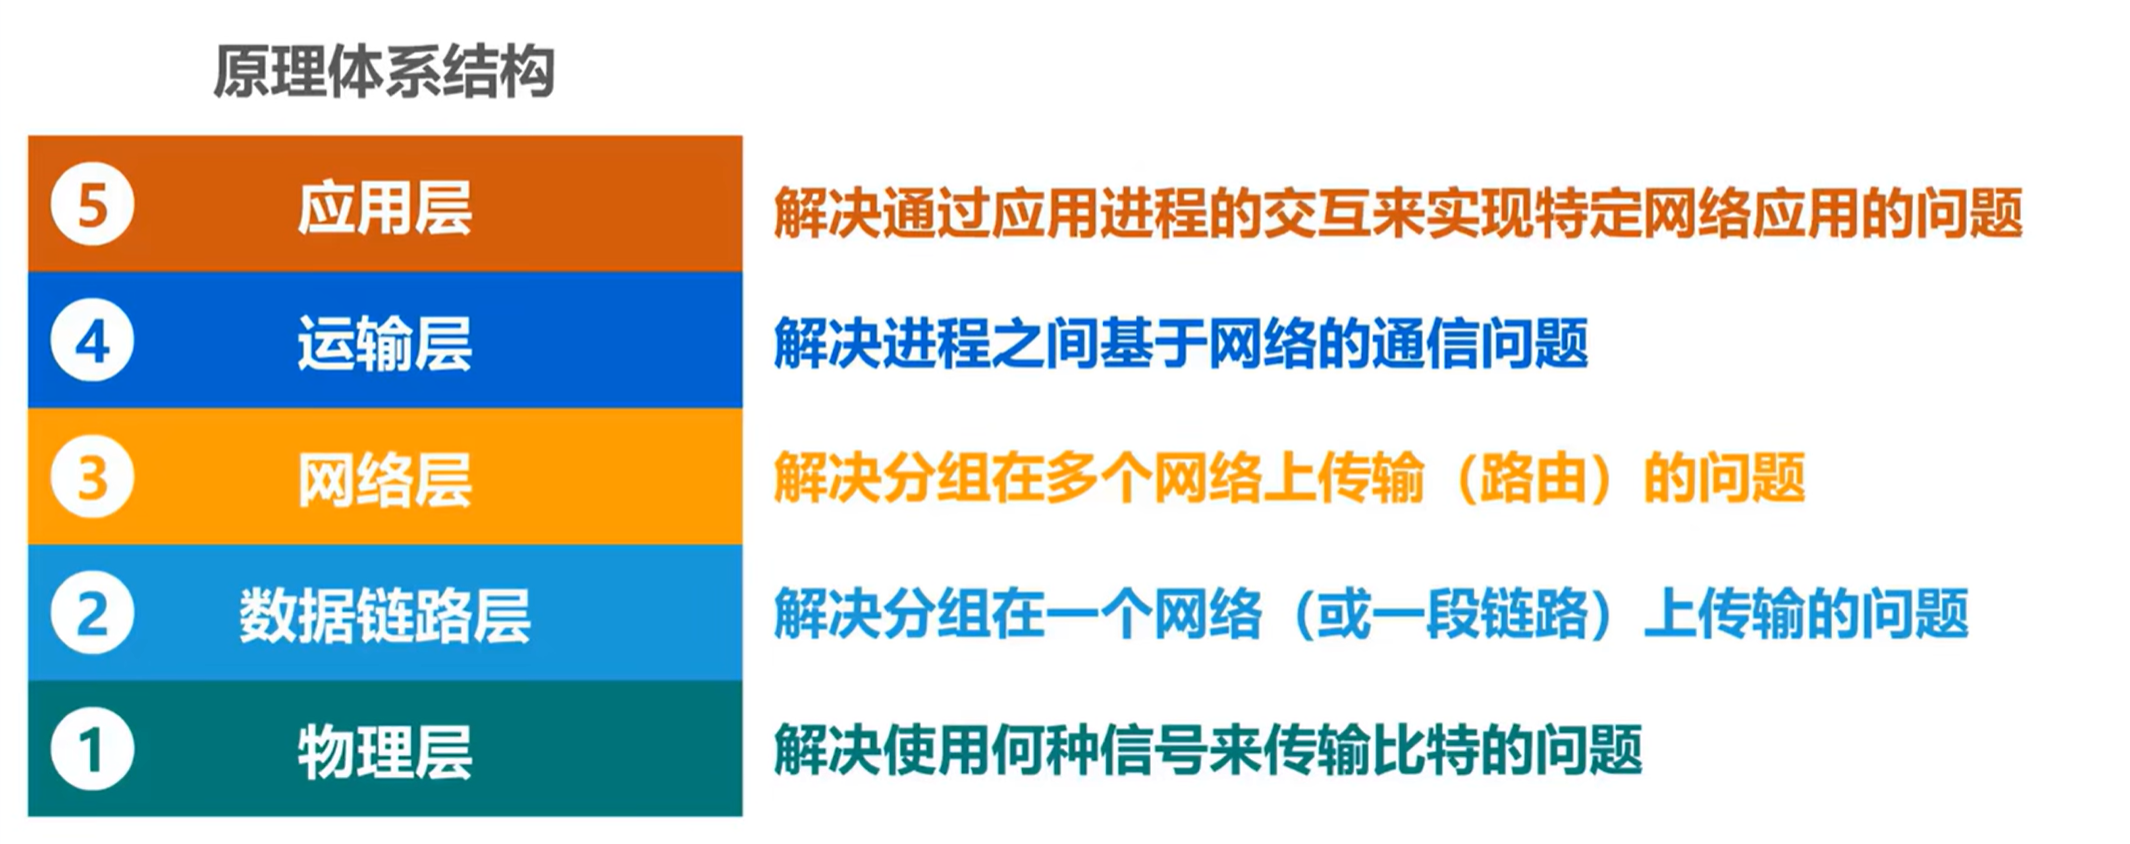 原理体系结构
5 应用层 解决通过应用进程的交互来实现特定网络应用的问题
4 运输层 解决进程之间基于网络的通信问题
3 网络层 解决分组在多个网络上传输（路由）的问题
2 数据链路层 解决分组在一个网络（或一段链路）上传输的问题
1 物理层 解决使用何种信号来传输比特的问题